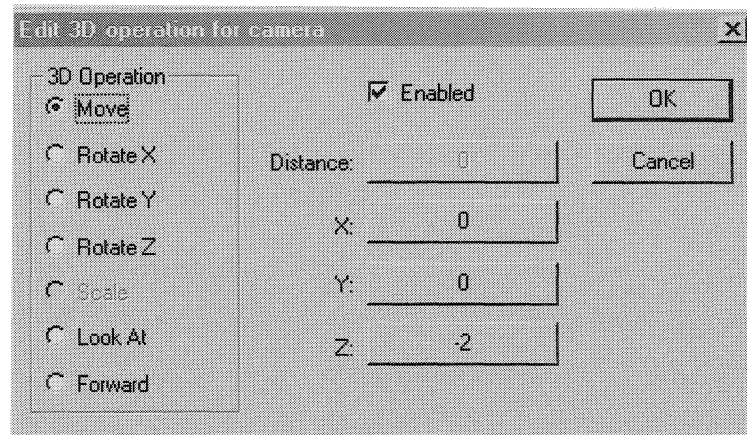 Edit 3D operation for camera
3D Operation
Move
Rotate X
Rotate Y
Rotate Z
Scale
Look At
Forward
Enabled
Distance: 0
X: 0
Y: 0
Z: -2
OK
Cancel